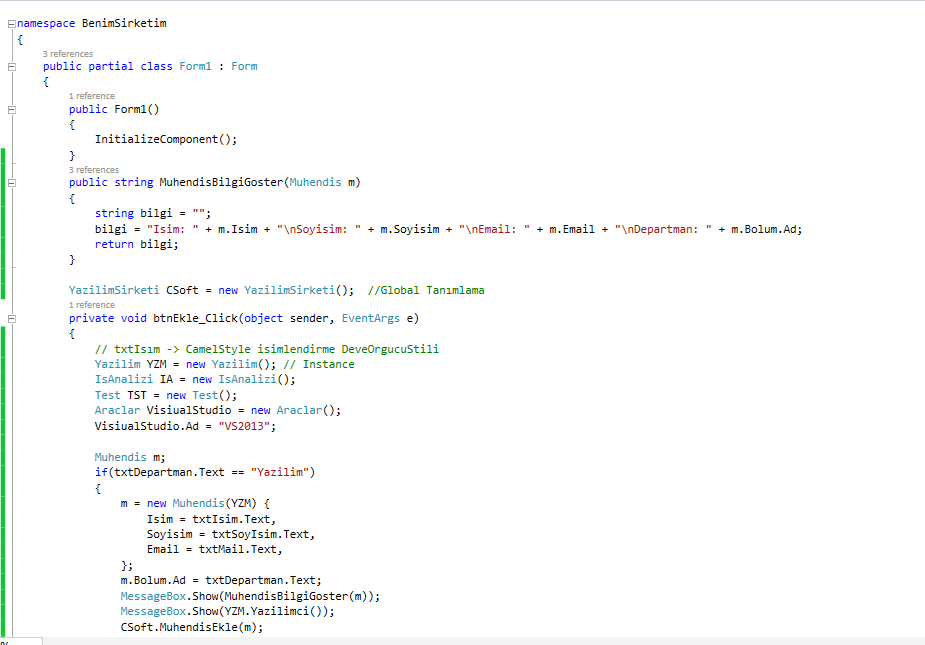 namespace BenimSirketim
{
3 references
public partial class Form1 : Form
{
1 reference
public Form1()
{
InitializeComponent();
}
3 references
public string MuhendisBilgiGoster(Muhendis m)
{
string bilgi = "";
bilgi = "Isim: " + m.Isim + "\nSoyisim: " + m.Soyisim + "\nEmail: " + m.Email + "\nDepartman: " + m.Bolum.Ad;
return bilgi;
}
YazilimSirketi CSoft = new YazilimSirketi();  //Global Tanımlama
1 reference
private void btnEkle_Click(object sender, EventArgs e)
{
// txtIsım -> CamelStyle isimlendirme DeveOrgucuStili
Yazilim YZM = new Yazilim(); // Instance
IsAnalizi IA = new IsAnalizi();
Test TST = new Test();
Araclar VisiualStudio = new Araclar();
VisiualStudio.Ad = "VS2013";
Muhendis m;
if(txtDepartman.Text == "Yazilim")
{
m = new Muhendis(YZM) {
Isim = txtIsim.Text,
Soyisim = txtSoyIsim.Text,
Email = txtMail.Text,
};
m.Bolum.Ad = txtDepartman.Text;
MessageBox.Show(MuhendisBilgiGoster(m));
MessageBox.Show(YZM.Yazilimci());
CSoft.MuhendisEkle(m);